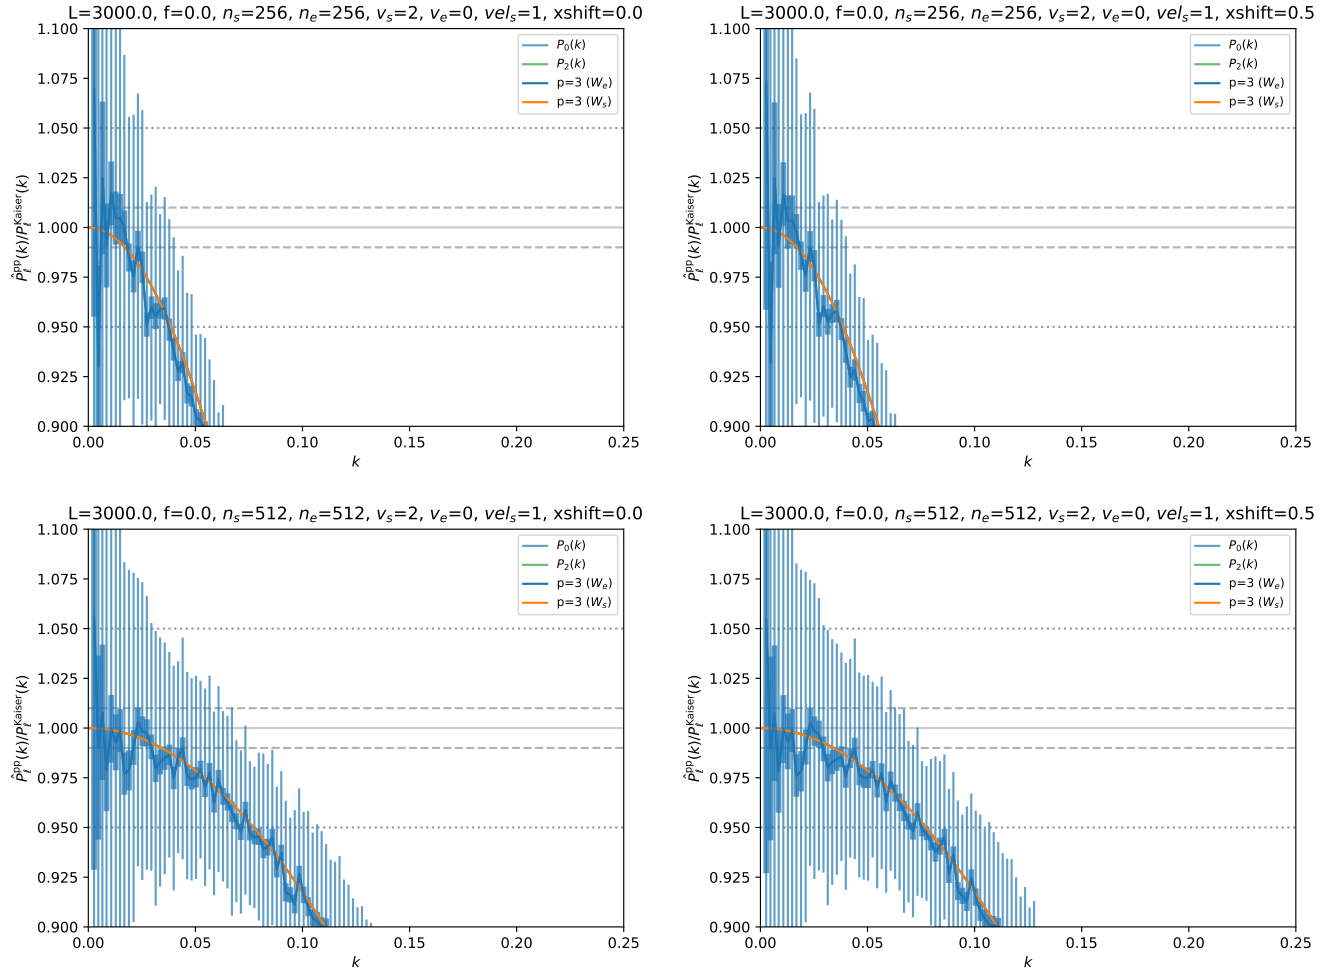 L=3000.0, f=0.0, n_s=256, n_e=256, v_s=2, v_e=0, vel_s=1, xshift=0.0
1.100
1.075
1.050
1.025
1.000
0.975
0.950
0.925
0.900
P̂_ℓ^pp(k)/P_ℓ^Kaiser(k)
P_0(k)
P_2(k)
p=3 (W_e)
p=3 (W_s)
0.00 0.05 0.10 0.15 0.20 0.25
k
L=3000.0, f=0.0, n_s=256, n_e=256, v_s=2, v_e=0, vel_s=1, xshift=0.5
1.100
1.075
1.050
1.025
1.000
0.975
0.950
0.925
0.900
P̂_ℓ^pp(k)/P_ℓ^Kaiser(k)
P_0(k)
P_2(k)
p=3 (W_e)
p=3 (W_s)
0.00 0.05 0.10 0.15 0.20 0.25
k
L=3000.0, f=0.0, n_s=512, n_e=512, v_s=2, v_e=0, vel_s=1, xshift=0.0
1.100
1.075
1.050
1.025
1.000
0.975
0.950
0.925
0.900
P̂_ℓ^pp(k)/P_ℓ^Kaiser(k)
P_0(k)
P_2(k)
p=3 (W_e)
p=3 (W_s)
0.00 0.05 0.10 0.15 0.20 0.25
k
L=3000.0, f=0.0, n_s=512, n_e=512, v_s=2, v_e=0, vel_s=1, xshift=0.5
1.100
1.075
1.050
1.025
1.000
0.975
0.950
0.925
0.900
P̂_ℓ^pp(k)/P_ℓ^Kaiser(k)
P_0(k)
P_2(k)
p=3 (W_e)
p=3 (W_s)
0.00 0.05 0.10 0.15 0.20 0.25
k